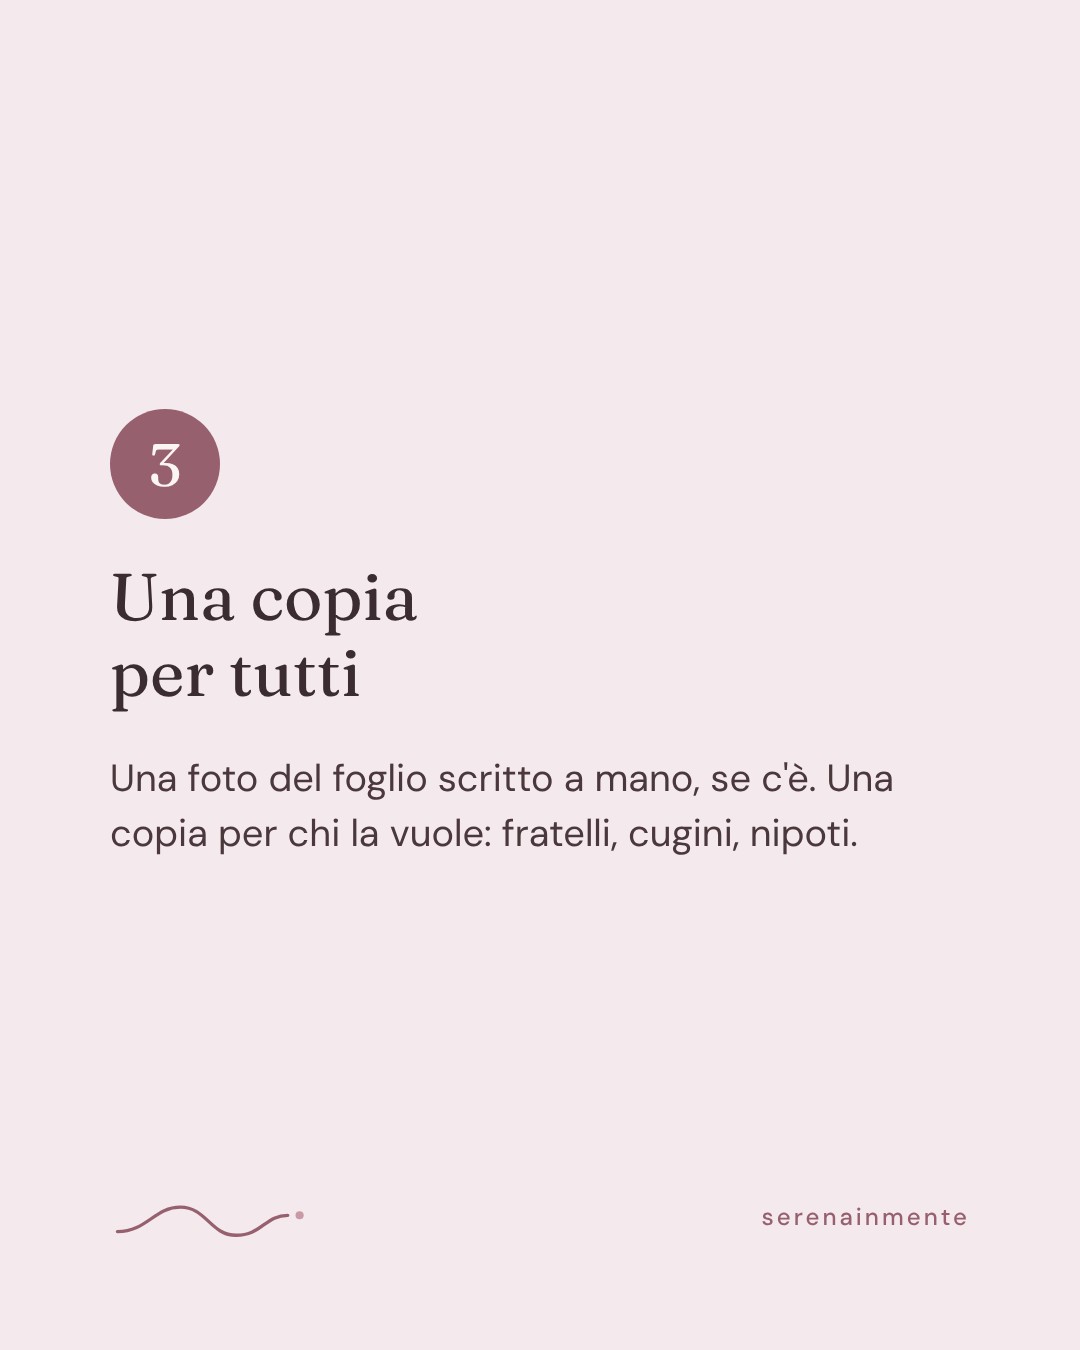 3
Una copia
per tutti
Una foto del foglio scritto a mano, se c'è. Una
copia per chi la vuole: fratelli, cugini, nipoti.
serenainmente